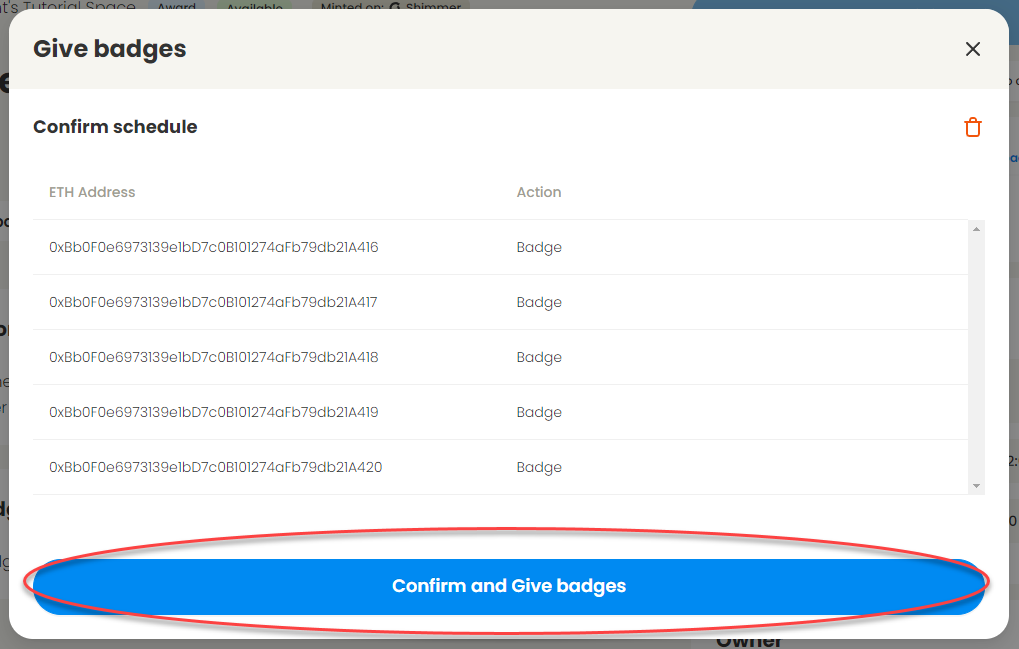 t's Tutorial Space Award Available Minted on: Shimmer
Give badges
Confirm schedule
ETH Address Action
0xBb0F0e6973139e1bD7c0B101274aFb79db21A416 Badge
0xBb0F0e6973139e1bD7c0B101274aFb79db21A417 Badge
0xBb0F0e6973139e1bD7c0B101274aFb79db21A418 Badge
0xBb0F0e6973139e1bD7c0B101274aFb79db21A419 Badge
0xBb0F0e6973139e1bD7c0B101274aFb79db21A420 Badge
Confirm and Give badges
Owner